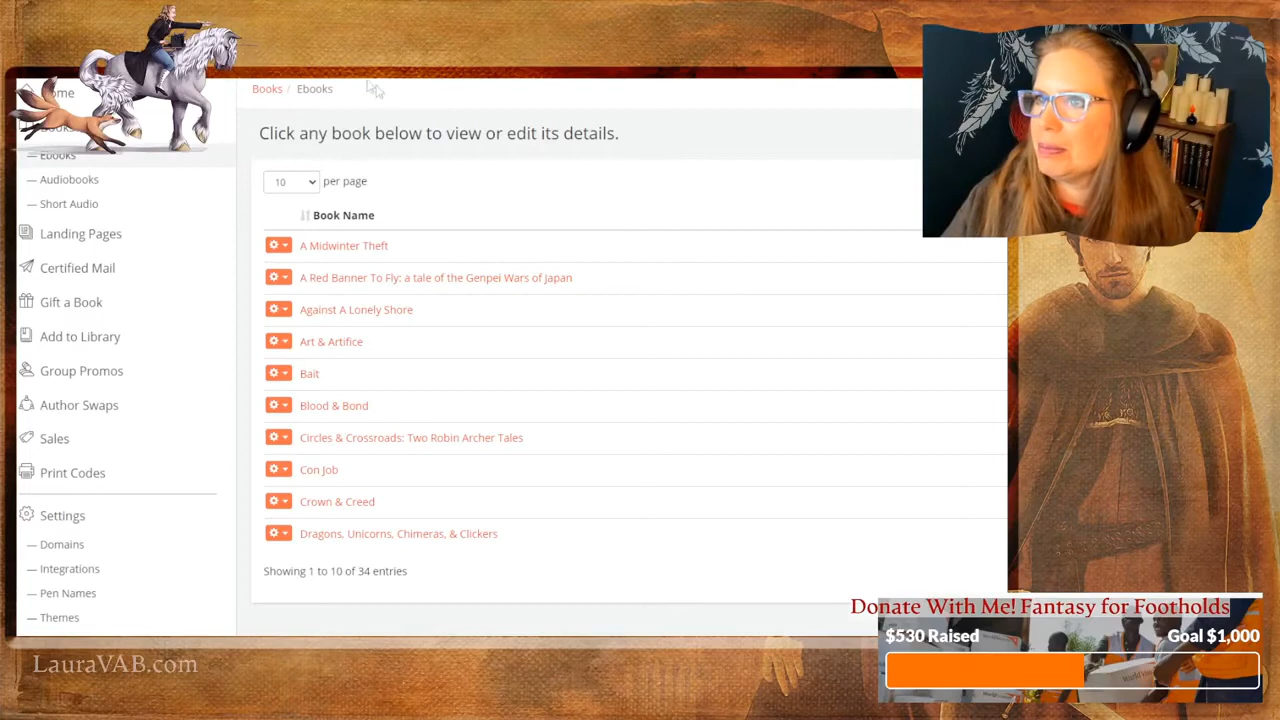 ome
Books
Ebooks
Audiobooks
Short Audio
Landing Pages
Certified Mail
Gift a Book
Add to Library
Group Promos
Author Swaps
Sales
Print Codes
Settings
Domains
Integrations
Pen Names
Themes
Books / Ebooks
Click any book below to view or edit its details.
10 per page
Book Name
A Midwinter Theft
A Red Banner To Fly: a tale of the Genpei Wars of Japan
Against A Lonely Shore
Art & Artifice
Bait
Blood & Bond
Circles & Crossroads: Two Robin Archer Tales
Con Job
Crown & Creed
Dragons, Unicorns, Chimeras, & Clickers
Showing 1 to 10 of 34 entries
Donate With Me! Fantasy for Footholds
$530 Raised Goal $1,000
LauraVAB.com